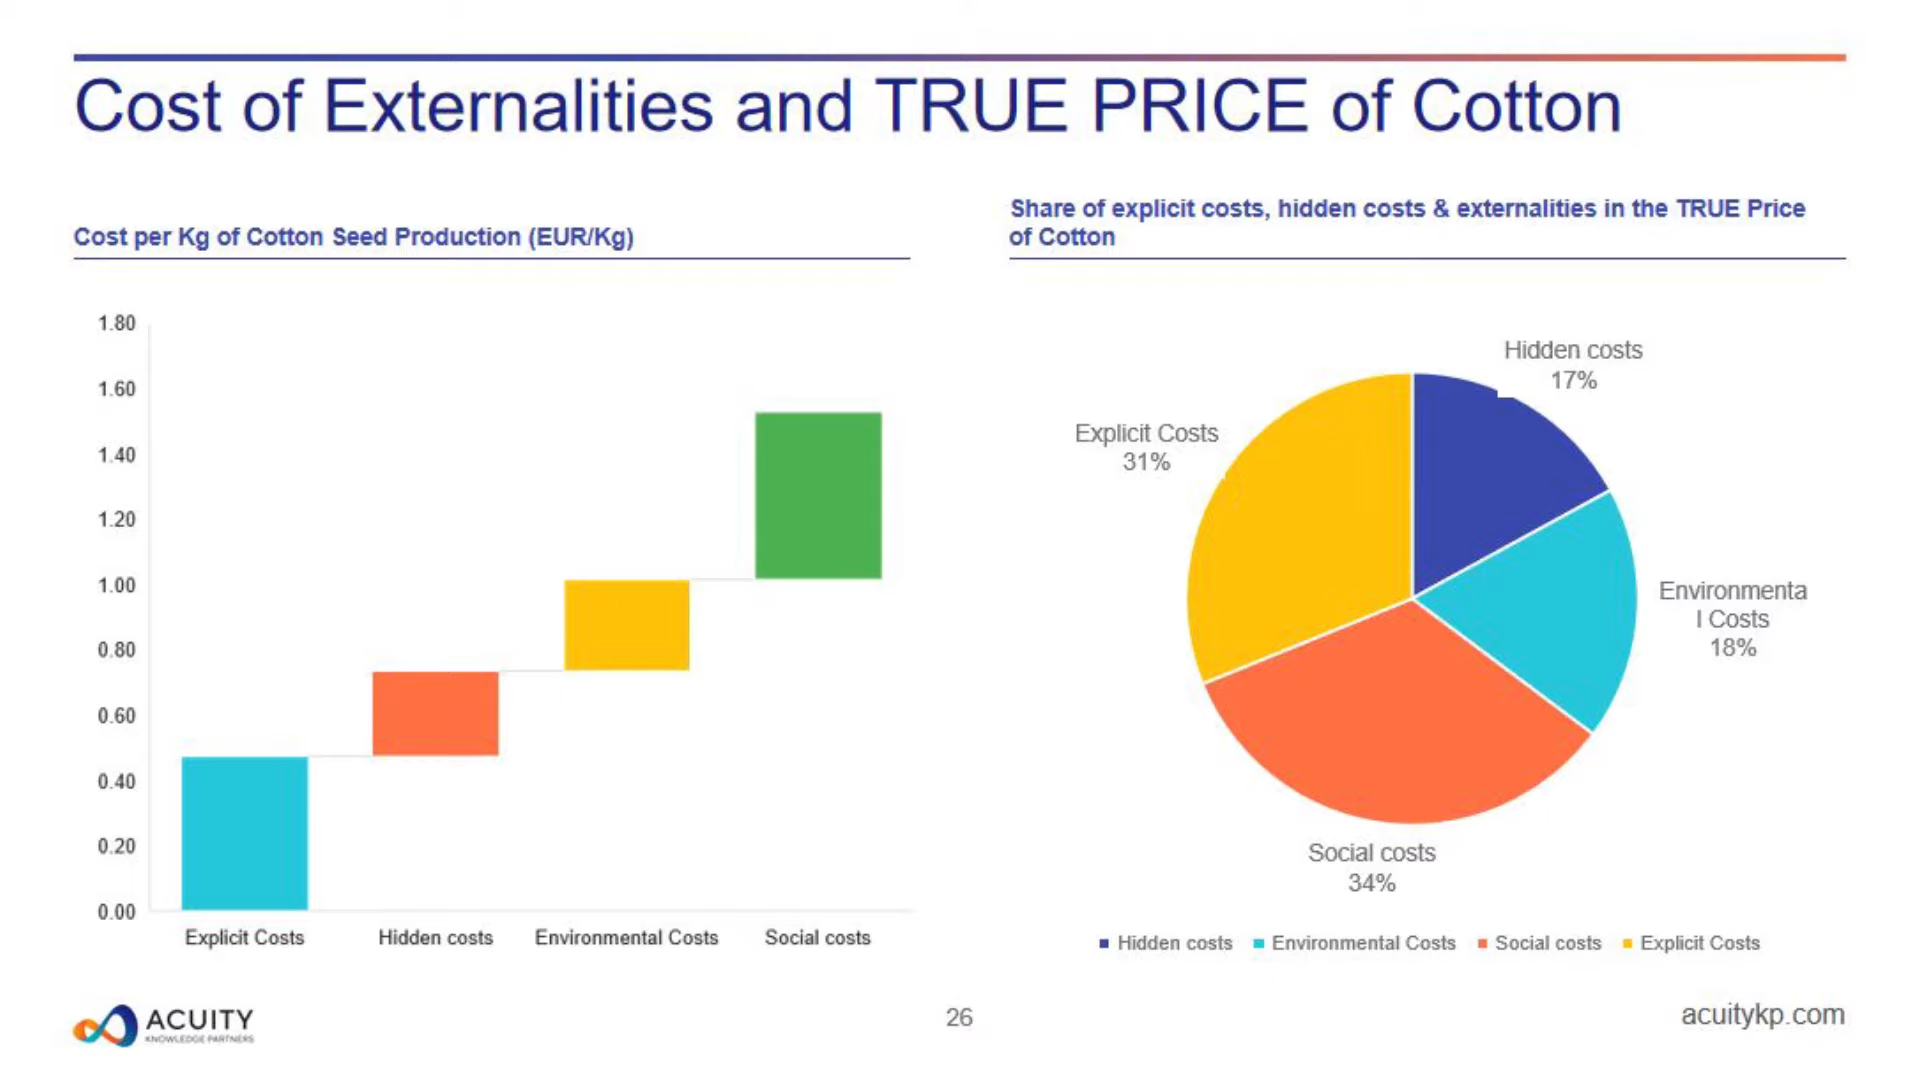 Cost of Externalities and TRUE PRICE of Cotton
Cost per Kg of Cotton Seed Production (EUR/Kg)
1.80
1.60
1.40
1.20
1.00
0.80
0.60
0.40
0.20
0.00
Explicit Costs
Hidden costs
Environmental Costs
Social costs
Share of explicit costs, hidden costs & externalities in the TRUE Price
of Cotton
Hidden costs
17%
Explicit Costs
31%
Environmenta
l Costs
18%
Social costs
34%
Hidden costs
Environmental Costs
Social costs
Explicit Costs
ACUITY
KNOWLEDGE PARTNERS
26
acuitykp.com